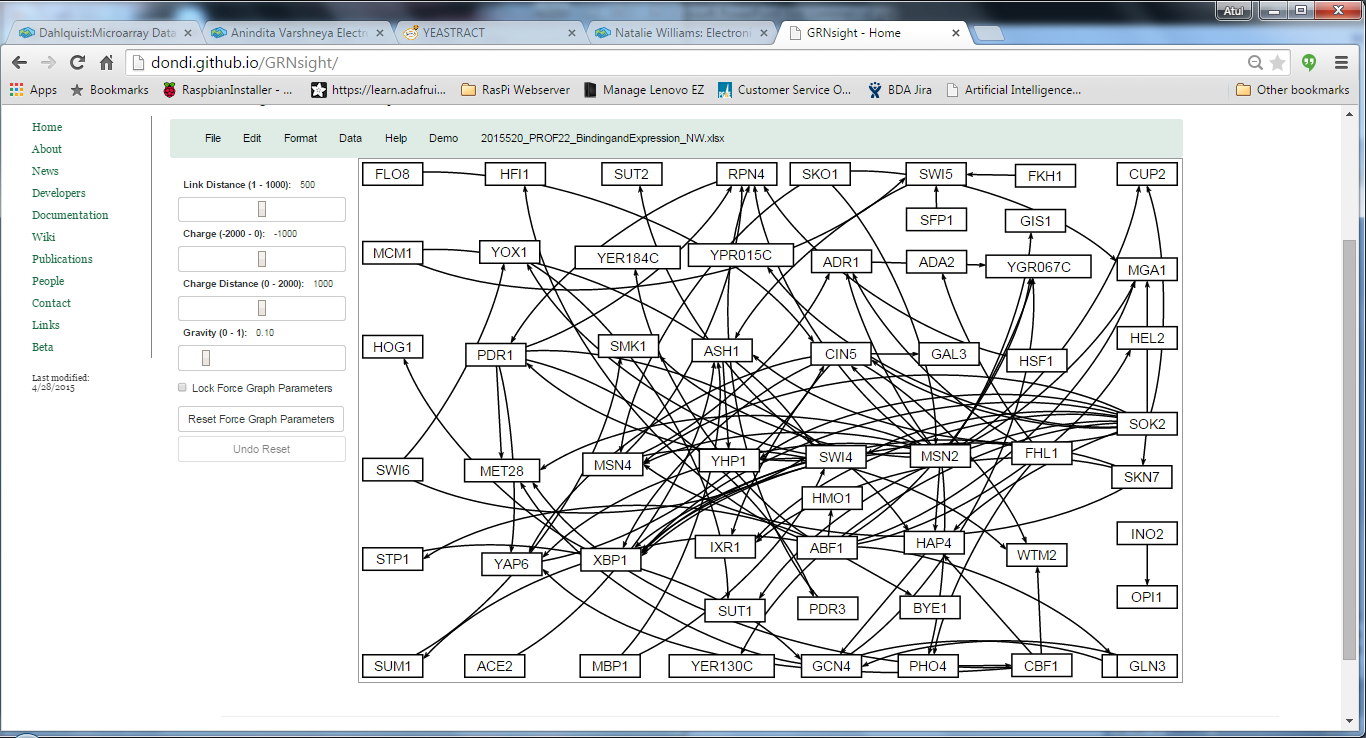 Atul
Dahlquist:Microarray Data
Anindita Varshneya Electr
YEASTRACT
Natalie Williams: Electroni
GRNsight - Home
dondi.github.io/GRNsight/
Apps
Bookmarks
RaspbianInstaller - ...
https://learn.adafrui...
RasPi Webserver
Manage Lenovo EZ
Customer Service O...
BDA Jira
Artificial Intelligence...
Other bookmarks
Home
About
News
Developers
Documentation
Wiki
Publications
People
Contact
Links
Beta
Last modified:
4/28/2015
File Edit Format Data Help Demo 2015520_PROF22_BindingandExpression_NW.xlsx
Link Distance (1 - 1000): 500
Charge (-2000 - 0): -1000
Charge Distance (0 - 2000): 1000
Gravity (0 - 1): 0.10
Lock Force Graph Parameters
Reset Force Graph Parameters
Undo Reset
FLO8 HFI1 SUT2 RPN4 SKO1 SWI5 FKH1 CUP2
SFP1 GIS1
MCM1 YOX1 YER184C YPR015C ADR1 ADA2 YGR067C MGA1
HOG1 PDR1 SMK1 ASH1 CIN5 GAL3 HSF1 HEL2
SOK2
SWI6 MET28 MSN4 YHP1 SWI4 MSN2 FHL1 SKN7
HMO1
STP1 YAP6 XBP1 IXR1 ABF1 HAP4 WTM2 INO2
SUT1 PDR3 BYE1 OPI1
SUM1 ACE2 MBP1 YER130C GCN4 PHO4 CBF1 GLN3